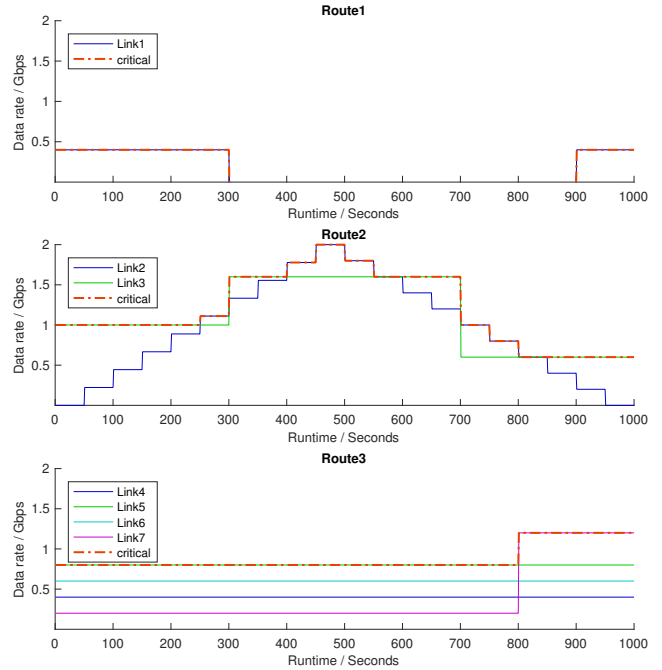 Route1
Data rate / Gbps
2
1.5
1
0.5
Link1
critical
0 100 200 300 400 500 600 700 800 900 1000
Runtime / Seconds
Route2
Data rate / Gbps
2
1.5
1
0.5
Link2
Link3
critical
0 100 200 300 400 500 600 700 800 900 1000
Runtime / Seconds
Route3
Data rate / Gbps
2
1.5
1
0.5
Link4
Link5
Link6
Link7
critical
0 100 200 300 400 500 600 700 800 900 1000
Runtime / Seconds